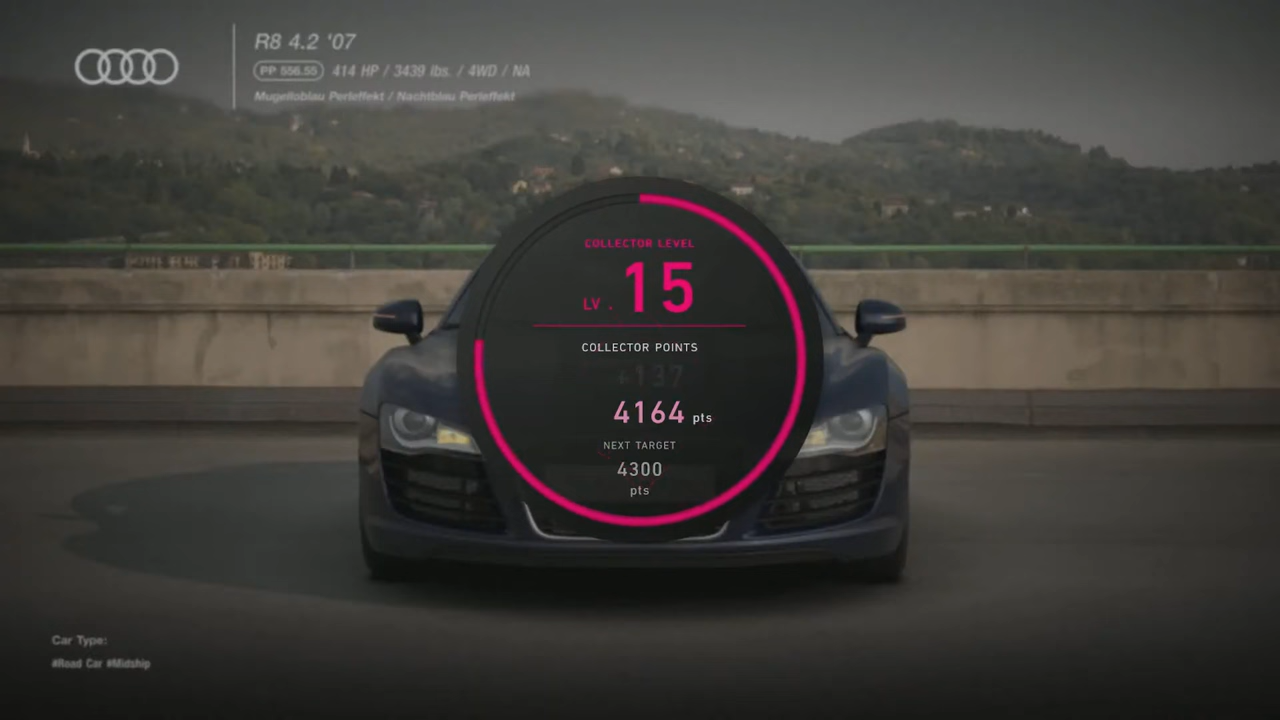 R8 4.2 '07
PP 556.55 414 HP / 3439 lbs. / 4WD / NA
Mugelloblau Perleffekt / Nachtblau Perleffekt
COLLECTOR LEVEL
LV . 15
COLLECTOR POINTS
+137
4164 pts
NEXT TARGET
4300
pts
Car Type:
#Road Car #Midship